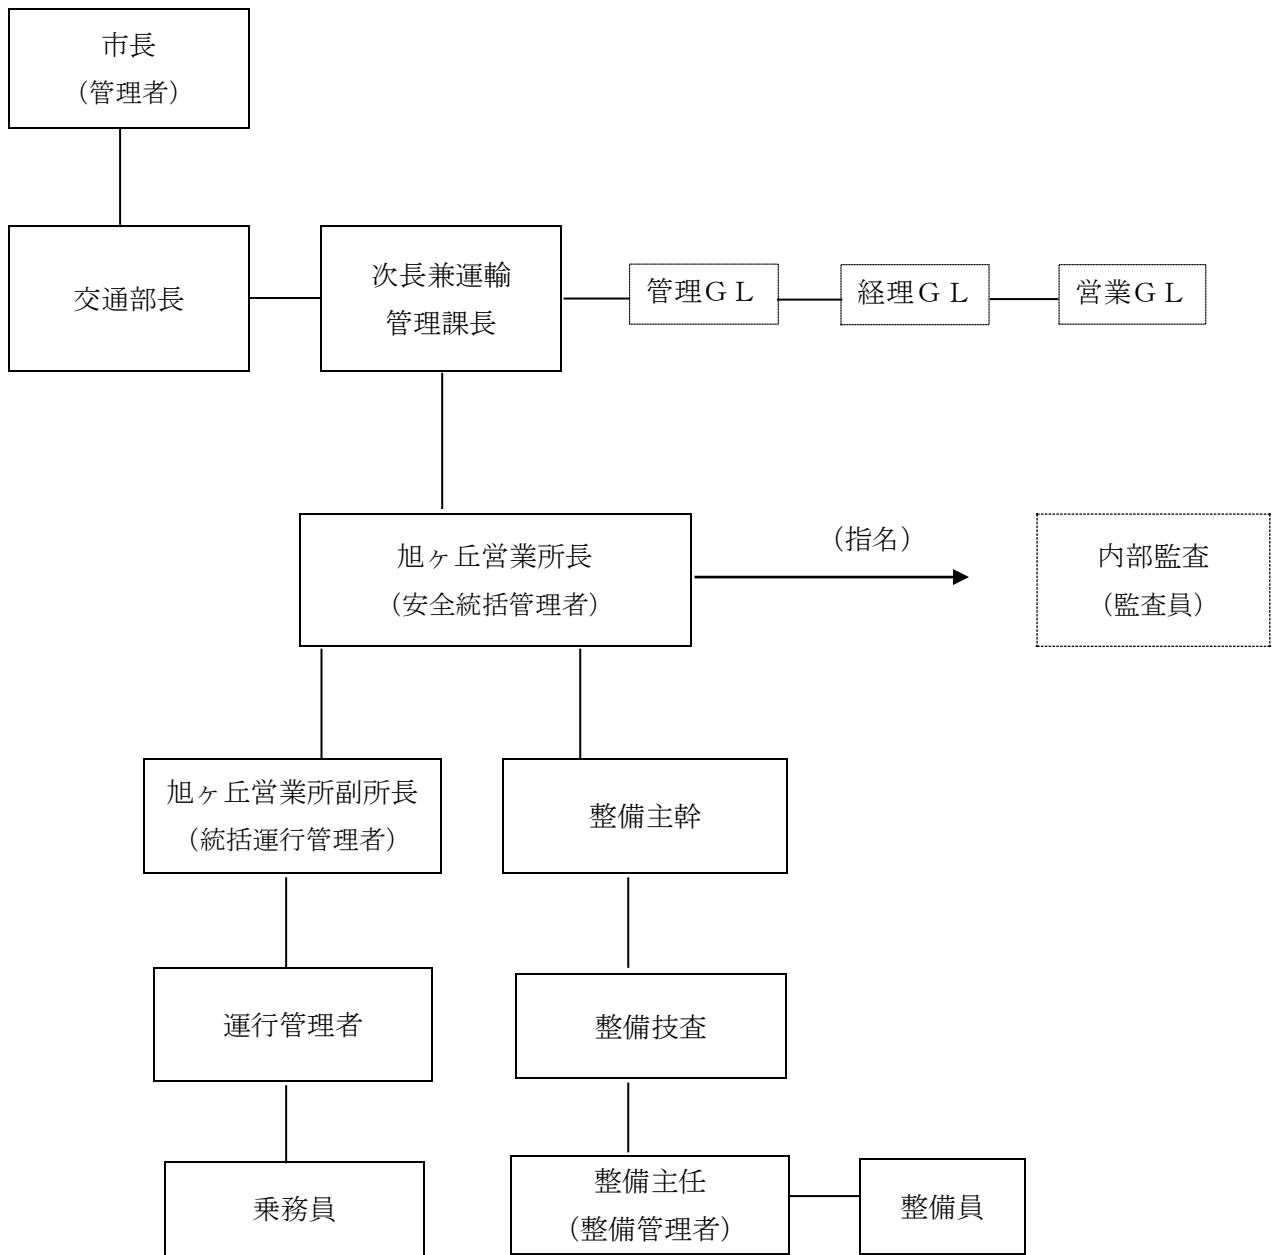 市長
（管理者）
交通部長
次長兼運輸
管理課長
管理ＧＬ
経理ＧＬ
営業ＧＬ
旭ヶ丘営業所長
（安全統括管理者）
（指名）
内部監査
（監査員）
旭ヶ丘営業所副所長
（統括運行管理者）
整備主幹
運行管理者
整備技査
乗務員
整備主任
（整備管理者）
整備員